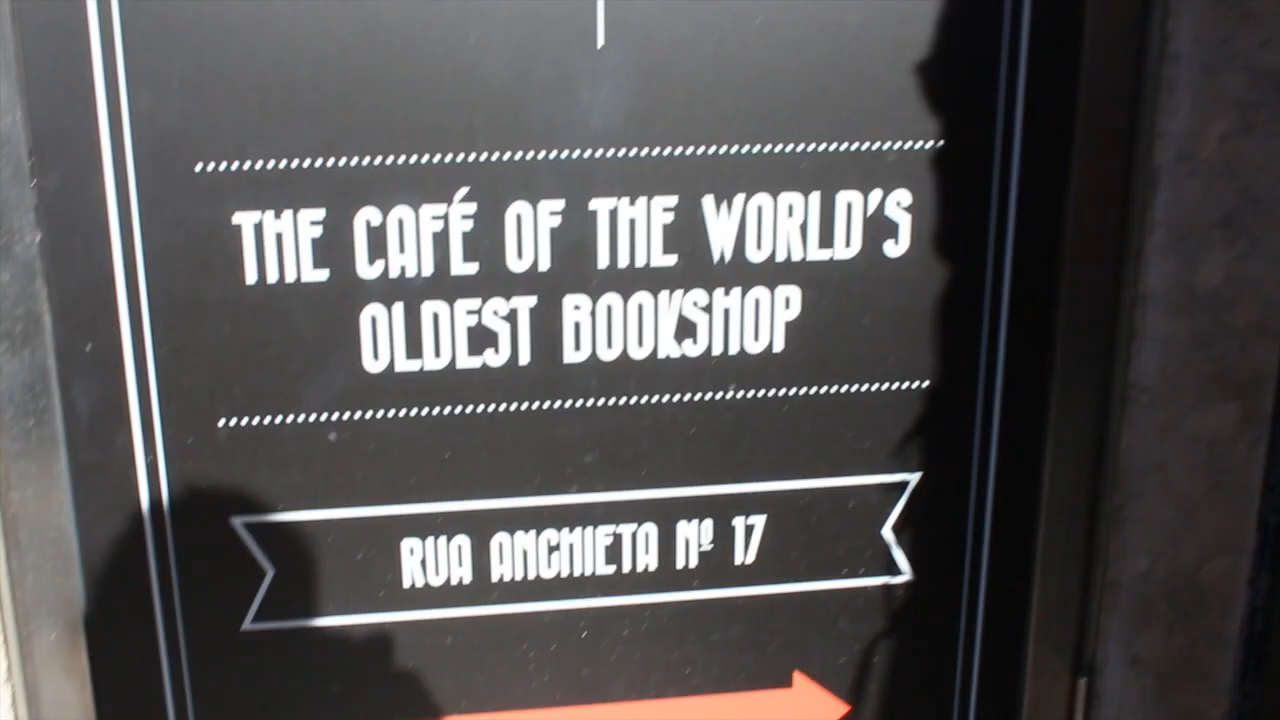 THE CAFÉ OF THE WORLD'S
OLDEST BOOKSHOP
RUA ANCHIETA Nº 17